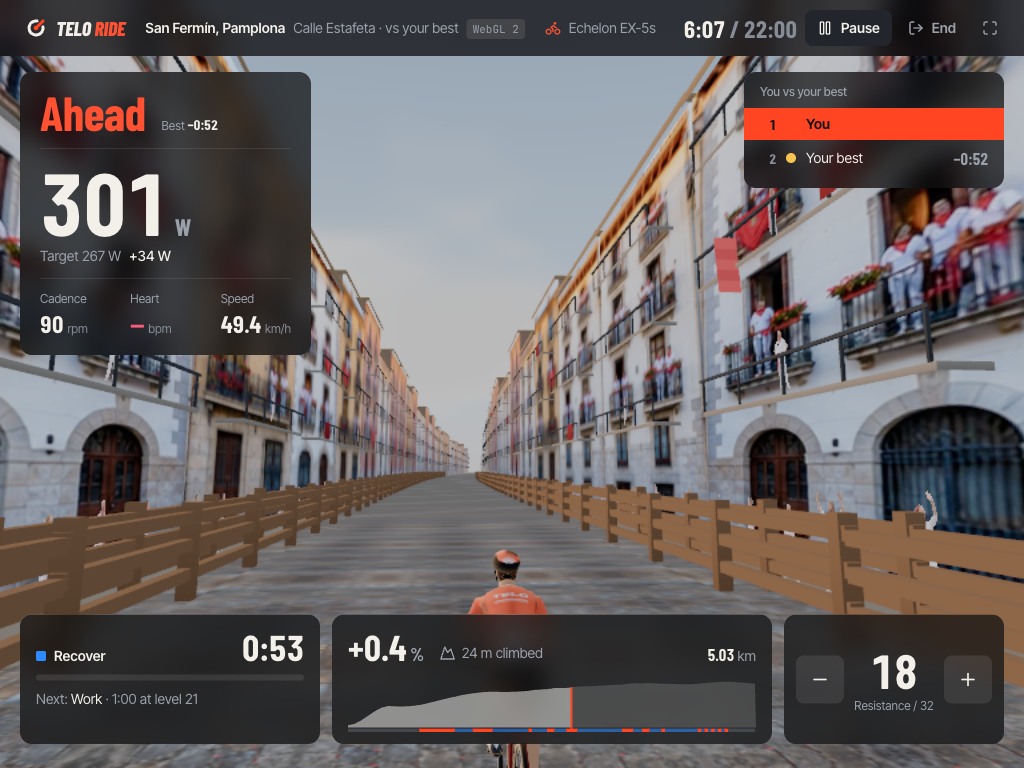 TELO RIDE San Fermín, Pamplona Calle Estafeta · vs your best WebGL 2 Echelon EX-5s 6:07 / 22:00 Pause End
Ahead Best −0:52
301 W
Target 267 W +34 W
Cadence Heart Speed
90 rpm — bpm 49.4 km/h
You vs your best
1 You
2 Your best −0:52
TELO
Recover 0:53
Next: Work · 1:00 at level 21
+0.4 % 24 m climbed 5.03 km
− 18 +
Resistance / 32